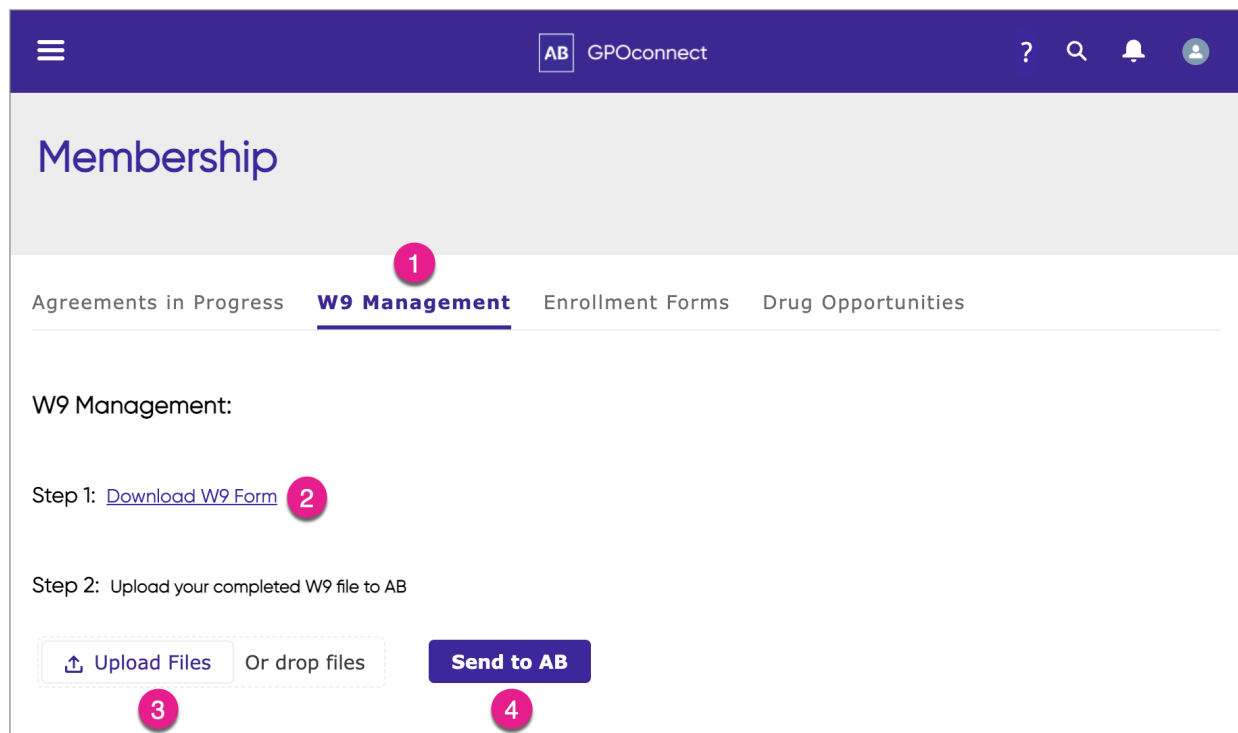 AB GPOconnect ?
Membership
1
Agreements in Progress W9 Management Enrollment Forms Drug Opportunities
W9 Management:
Step 1: Download W9 Form 2
Step 2: Upload your completed W9 file to AB
Upload Files Or drop files Send to AB
3 4